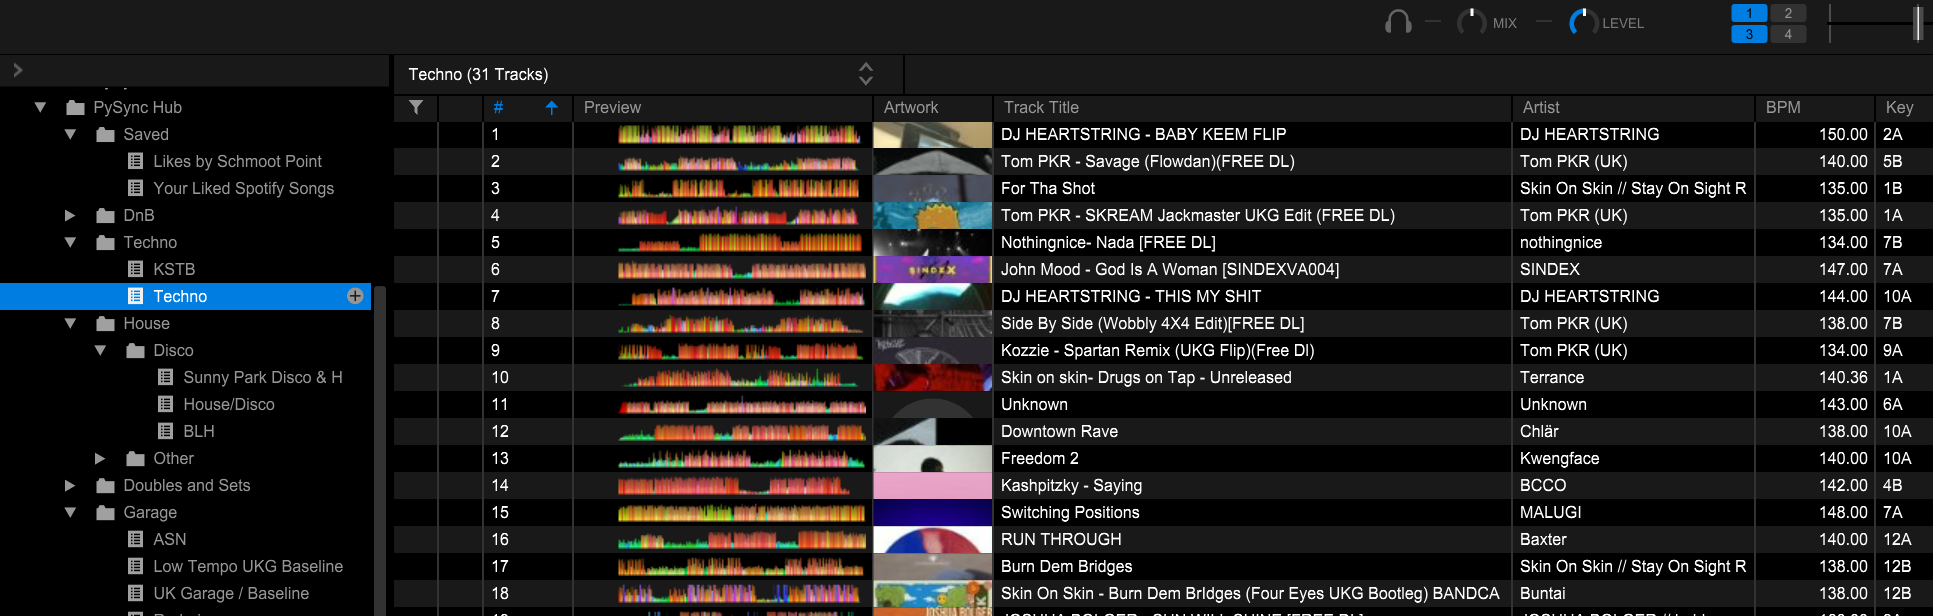 MIX LEVEL 1 2
3 4
Techno (31 Tracks)
PySync Hub
Saved
Likes by Schmoot Point
Your Liked Spotify Songs
DnB
Techno
KSTB
Techno
House
Disco
Sunny Park Disco & H
House/Disco
BLH
Other
Doubles and Sets
Garage
ASN
Low Tempo UKG Baseline
UK Garage / Baseline
# Preview Artwork Track Title Artist BPM Key
1 DJ HEARTSTRING - BABY KEEM FLIP DJ HEARTSTRING 150.00 2A
2 Tom PKR - Savage (Flowdan)(FREE DL) Tom PKR (UK) 140.00 5B
3 For Tha Shot Skin On Skin // Stay On Sight R 135.00 1B
4 Tom PKR - SKREAM Jackmaster UKG Edit (FREE DL) Tom PKR (UK) 135.00 1A
5 Nothingnice- Nada [FREE DL] nothingnice 134.00 7B
6 SINDEX John Mood - God Is A Woman [SINDEXVA004] SINDEX 147.00 7A
7 DJ HEARTSTRING - THIS MY SHIT DJ HEARTSTRING 144.00 10A
8 Side By Side (Wobbly 4X4 Edit)[FREE DL] Tom PKR (UK) 138.00 7B
9 Kozzie - Spartan Remix (UKG Flip)(Free Dl) Tom PKR (UK) 134.00 9A
10 Skin on skin- Drugs on Tap - Unreleased Terrance 140.36 1A
11 Unknown Unknown 143.00 6A
12 Downtown Rave Chlär 138.00 10A
13 Freedom 2 Kwengface 140.00 10A
14 Kashpitzky - Saying BCCO 142.00 4B
15 Switching Positions MALUGI 148.00 7A
16 RUN THROUGH Baxter 140.00 12A
17 Burn Dem Bridges Skin On Skin // Stay On Sight R 138.00 12B
18 Skin On Skin - Burn Dem BrIdges (Four Eyes UKG Bootleg) BANDCA Buntai 138.00 12B